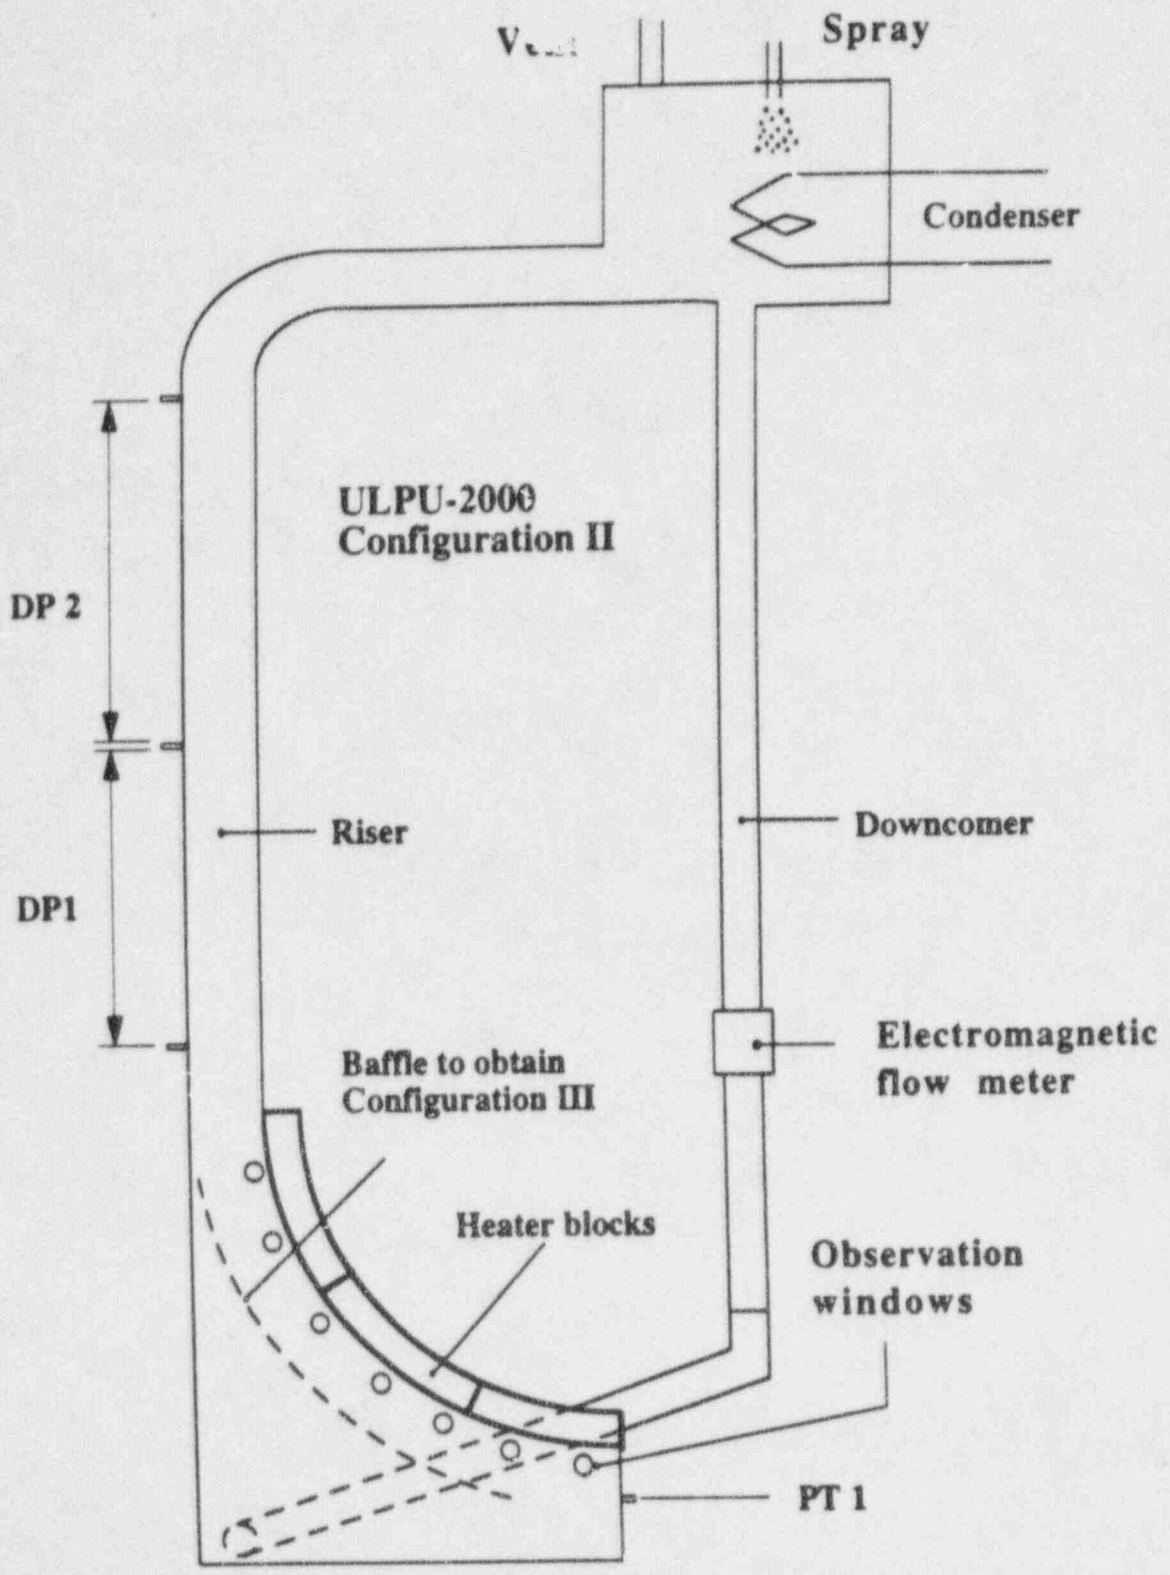 Spray
Condenser
ULPU-2000
Configuration II
DP 2
Riser
Downcomer
DP1
Electromagnetic
flow meter
Baffle to obtain
Configuration III
Heater blocks
Observation
windows
PT 1